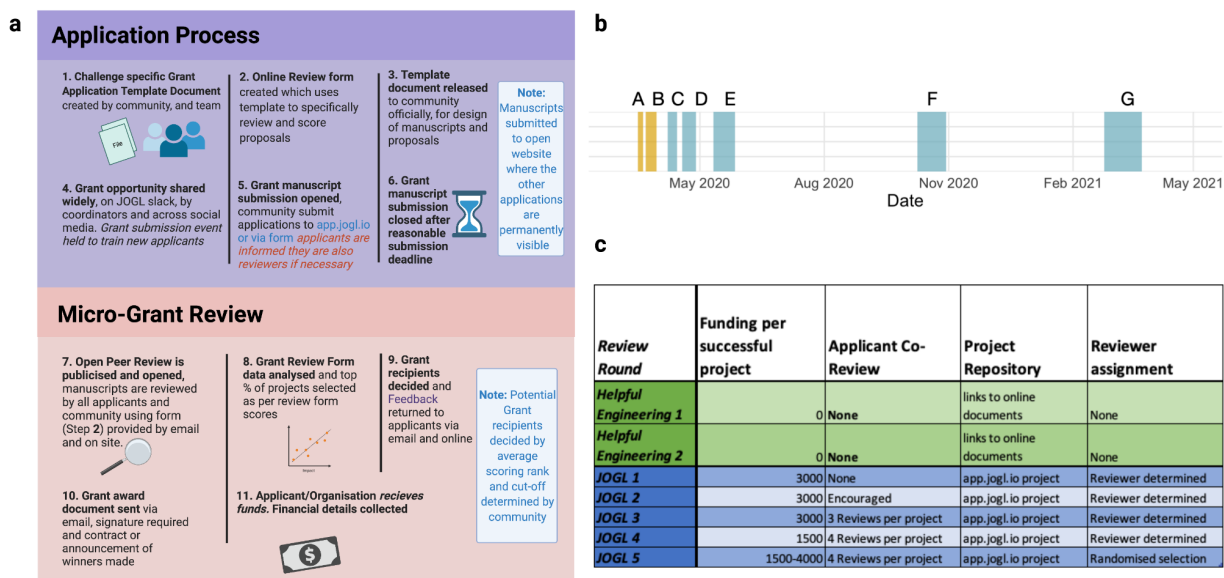 a
Application Process
1. Challenge specific Grant
Application Template Document
created by community, and team
File
2. Online Review form
created which uses
template to specifically
review and score
proposals
3. Template
document released
to community
officially, for design
of manuscripts and
proposals
4. Grant opportunity shared
widely, on JOGL slack, by
coordinators and across social
media. Grant submission event
held to train new applicants
5. Grant manuscript
submission opened,
community submit
applications to app.jogl.io
or via form applicants are
informed they are also
reviewers if necessary
6. Grant
manuscript
submission
closed after
reasonable
submission
deadline
Note:
Manuscripts
submitted
to open
website
where the
other
applications
are
permanently
visible
Micro-Grant Review
7. Open Peer Review is
publicised and opened,
manuscripts are reviewed
by all applicants and
community using form
(Step 2) provided by email
and on site.
8. Grant Review Form
data analysed and top
% of projects selected
as per review form
scores
9. Grant
recipients
decided and
Feedback
returned to
applicants via
email and online
10. Grant award
document sent via
email, signature required
and contract or
announcement of
winners made
11. Applicant/Organisation recieves
funds. Financial details collected
$
Note: Potential
Grant
recipients
decided by
average
scoring rank
and cut-off
determined by
community
b
A B C D E F G
May 2020 Aug 2020 Nov 2020 Feb 2021 May 2021
Date
c
Review Round Funding per successful project Applicant Co-Review Project Repository Reviewer assignment
Helpful Engineering 1 0 None links to online documents None
Helpful Engineering 2 0 None links to online documents None
JOGL 1 3000 None app.jogl.io project Reviewer determined
JOGL 2 3000 Encouraged app.jogl.io project Reviewer determined
JOGL 3 3000 3 Reviews per project app.jogl.io project Reviewer determined
JOGL 4 1500 4 Reviews per project app.jogl.io project Reviewer determined
JOGL 5 1500-4000 4 Reviews per project app.jogl.io project Randomised selection